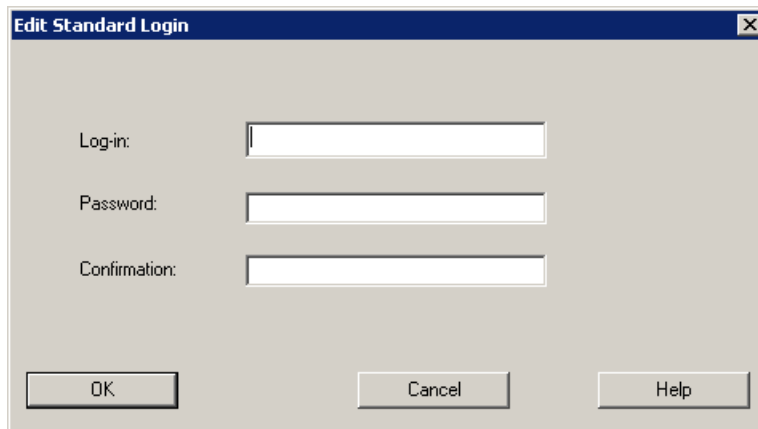 Edit Standard Login
Log-in:
Password:
Confirmation:
OK Cancel Help